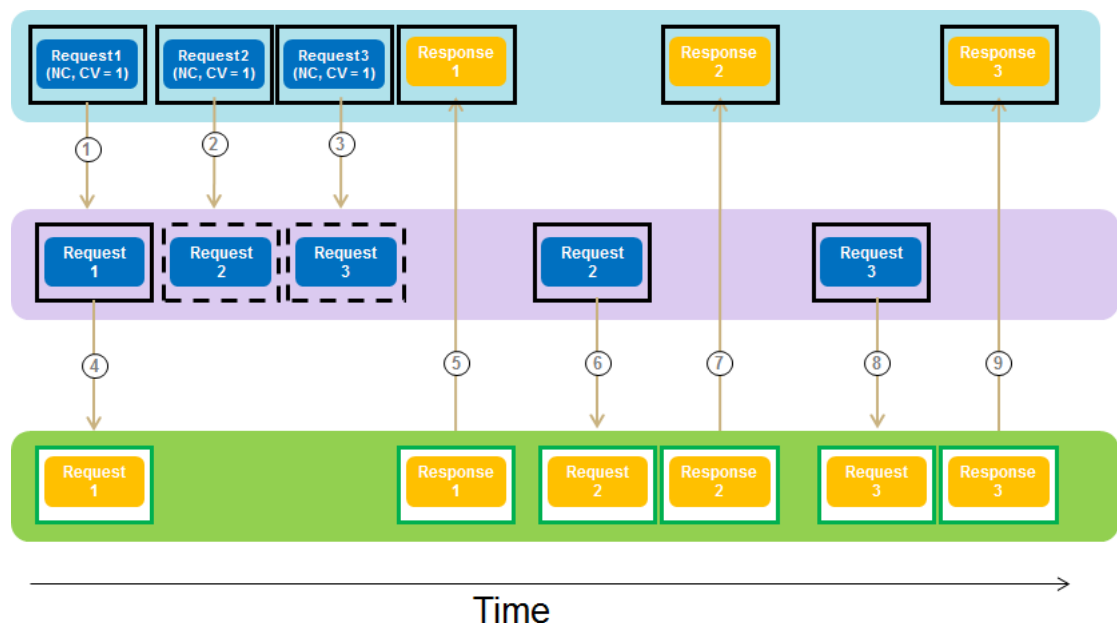 Request1
(NC, CV = 1)
Request2
(NC, CV = 1)
Request3
(NC, CV = 1)
Response
1
Response
2
Response
3
1
2
3
Request
1
Request
2
Request
3
Request
2
Request
3
4
5
6
7
8
9
Request
1
Response
1
Request
2
Response
2
Request
3
Response
3
Time